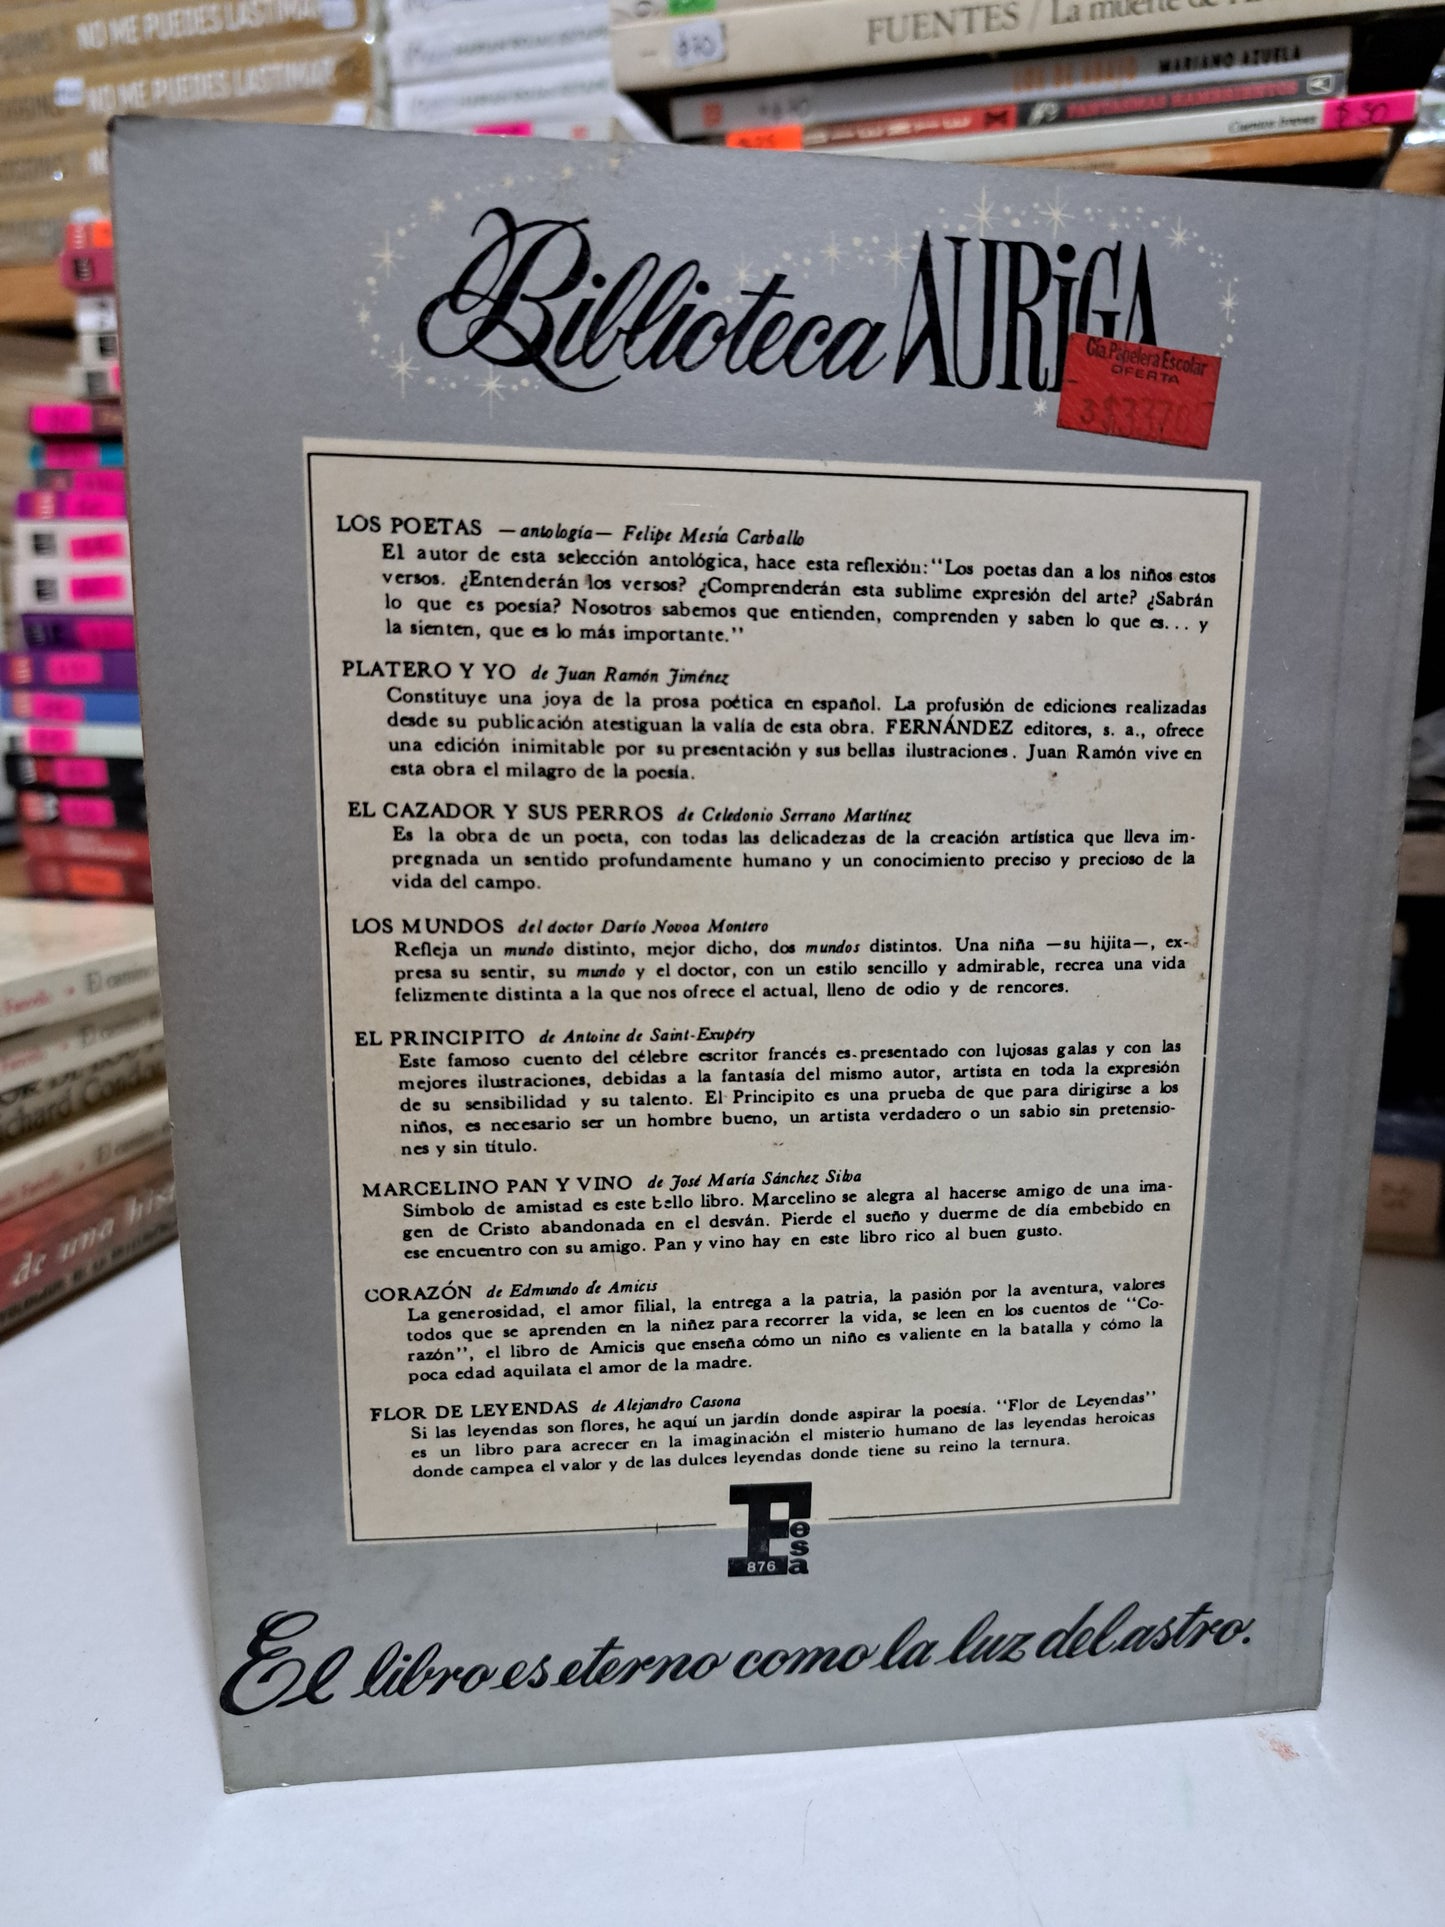 NO ME PUEDES LASTIMAR
NO ME PUEDES LASTIMAR
FUENTES / La muerte de
MARIANO AZUELA
FANTASMAS HAMBRIENTOS
Cuentos breves
$ 50
Biblioteca AURIGA
Cía. Papelera Escolar
OFERTA
LOS POETAS —antología— Felipe Mesía Carballo
El autor de esta selección antológica, hace esta reflexión: "Los poetas dan a los niños estos
versos. ¿Entenderán los versos? ¿Comprenderán esta sublime expresión del arte? ¿Sabrán
lo que es poesía? Nosotros sabemos que entienden, comprenden y saben lo que es... y
la sienten, que es lo más importante."
PLATERO Y YO de Juan Ramón Jiménez
Constituye una joya de la prosa poética en español. La profusión de ediciones realizadas
desde su publicación atestiguan la valía de esta obra. FERNÁNDEZ editores, s. a., ofrece
una edición inimitable por su presentación y sus bellas ilustraciones. Juan Ramón vive en
esta obra el milagro de la poesía.
EL CAZADOR Y SUS PERROS de Celedonio Serrano Martínez
Es la obra de un poeta, con todas las delicadezas de la creación artística que lleva im-
pregnada un sentido profundamente humano y un conocimiento preciso y precioso de la
vida del campo.
LOS MUNDOS del doctor Darío Novoa Montero
Refleja un mundo distinto, mejor dicho, dos mundos distintos. Una niña —su hijita—, ex-
presa su sentir, su mundo y el doctor, con un estilo sencillo y admirable, recrea una vida
felizmente distinta a la que nos ofrece el actual, lleno de odio y de rencores.
EL PRINCIPITO de Antoine de Saint-Exupéry
Este famoso cuento del célebre escritor francés es presentado con lujosas galas y con las
mejores ilustraciones, debidas a la fantasía del mismo autor, artista en toda la expresión
de su sensibilidad y su talento. El Principito es una prueba de que para dirigirse a los
niños, es necesario ser un hombre bueno, un artista verdadero o un sabio sin pretensio-
nes y sin título.
MARCELINO PAN Y VINO de José María Sánchez Silva
Símbolo de amistad es este bello libro. Marcelino se alegra al hacerse amigo de una ima-
gen de Cristo abandonada en el desván. Pierde el sueño y duerme de día embebido en
ese encuentro con su amigo. Pan y vino hay en este libro rico al buen gusto.
CORAZÓN de Edmundo de Amicis
La generosidad, el amor filial, la entrega a la patria, la pasión por la aventura, valores
todos que se aprenden en la niñez para recorrer la vida, se leen en los cuentos de "Co-
razón", el libro de Amicis que enseña cómo un niño es valiente en la batalla y cómo la
poca edad aquilata el amor de la madre.
FLOR DE LEYENDAS de Alejandro Casona
Si las leyendas son flores, he aquí un jardín donde aspirar la poesía. "Flor de Leyendas"
es un libro para acrecer en la imaginación el misterio humano de las leyendas heroicas
donde campea el valor y de las dulces leyendas donde tiene su reino la ternura.
Fesa
876
El libro es eterno como la luz del astro.
de una